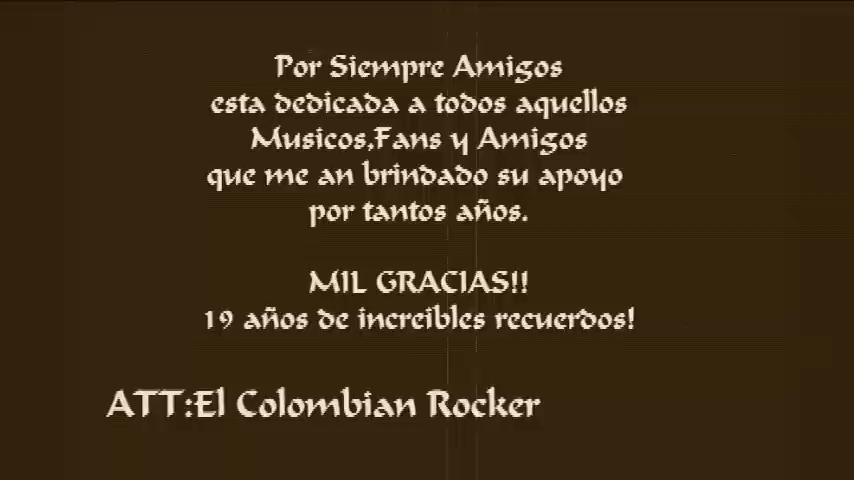 Por Siempre Amigos
esta dedicada a todos aquellos
Musicos,Fans y Amigos
que me an brindado su apoyo
por tantos años.
MIL GRACIAS!!
19 años de increibles recuerdos!
ATT:El Colombian Rocker